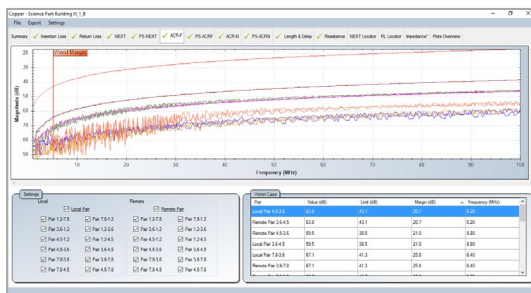 Copper - Science Park Building III_1_B
File Export Settings
Summary Insertion Loss Return Loss NEXT PS-NEXT ACR-F PS-ACRF ACR-N PS-ACRN Length & Delay Resistance NEXT Locator RL Locator Impedance Plots Overview
Worst Margin
Magnitude (dB)
20
30
40
50
60
70
80
90
10 20 30 40 50 60 70 80 90 100
Frequency (MHz)
Settings
Local Remote
Local Pair Remote Pair
Pair 1,2-7,8 Pair 7,8-1,2 Pair 1,2-7,8 Pair 7,8-1,2
Pair 3,6-1,2 Pair 1,2-3,6 Pair 3,6-1,2 Pair 1,2-3,6
Pair 4,5-1,2 Pair 1,2-4,5 Pair 4,5-1,2 Pair 1,2-4,5
Pair 4,5-3,6 Pair 3,6-4,5 Pair 4,5-3,6 Pair 3,6-4,5
Pair 7,8-3,6 Pair 3,6-7,8 Pair 7,8-3,6 Pair 3,6-7,8
Pair 7,8-4,5 Pair 4,5-7,8 Pair 7,8-4,5 Pair 4,5-7,8
Worst Case
Pair Value (dB) Limit (dB) Margin (dB) Frequency (MHz)
Local Pair 4,5-3,6 63.8 43.1 20.7 5.20
Remote Pair 3,6-4,5 63.8 43.1 20.7 5.20
Remote Pair 4,5-3,6 59.5 38.5 21.0 8.80
Local Pair 3,6-4,5 59.5 38.5 21.0 8.80
Local Pair 7,8-3,6 67.1 41.3 25.8 6.40
Remote Pair 3,6-7,8 67.1 41.3 25.8 6.40